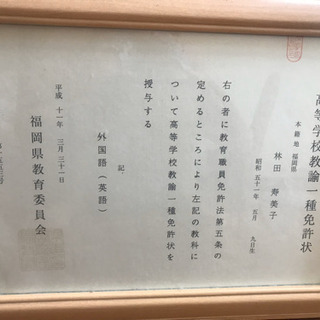 高等学校教諭一種免許状
本籍地 福岡県
林田 寿美子
昭和 五十一年 五月 九日生
右の者に教育職員免許法第五条の
定めるところにより左記の教科に
ついて高等学校教諭一種免許状を
授与する
記
外国語（英語）
平成 十一年 三月三十一日
福岡県教育委員会